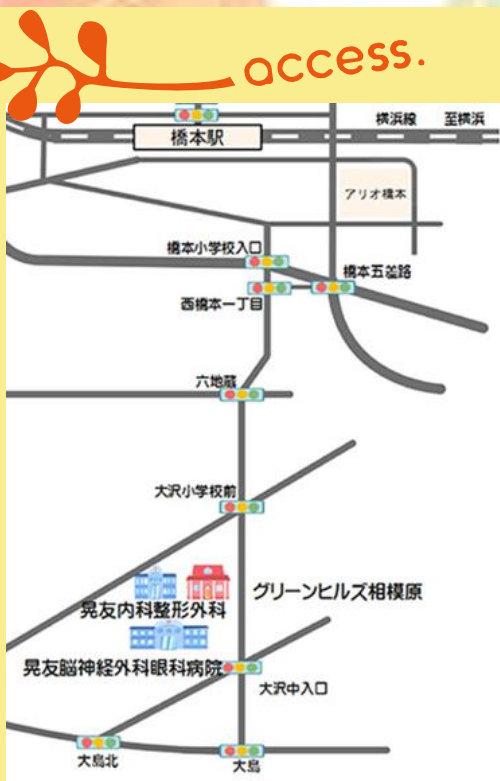 access.
横浜線 至横浜
橋本駅
アリオ橋本
橋本小学校入口
橋本五差路
西橋本一丁目
六地蔵
大沢小学校前
グリーンヒルズ相模原
晃友内科整形外科
晃友脳神経外科眼科病院
大沢中入口
大島北
大島